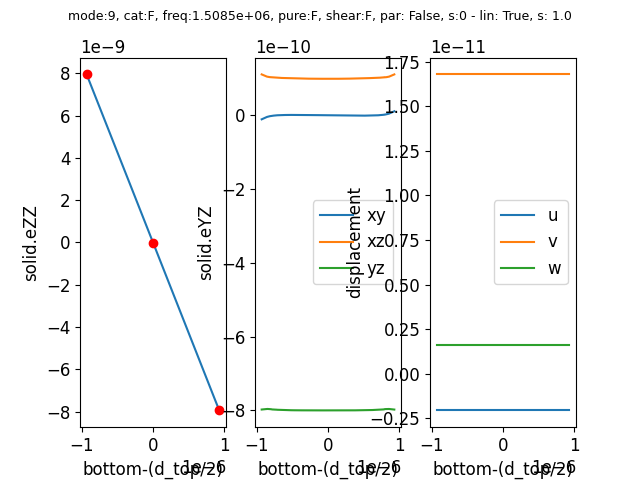 mode:9, cat:F, freq:1.5085e+06, pure:F, shear:F, par: False, s:0 - lin: True, s: 1.0
1e−9
8
6
4
2
0
−2
−4
−6
−8
solid.eZZ
−1
0
1
1e−6
bottom-(d_top/2)
1e−10
0
−2
−4
−6
−8
solid.eYZ
xy
xz
yz
−1
0
1
1e−6
bottom-(d_top/2)
1e−11
1.75
1.50
1.25
1.00
0.75
0.50
0.25
0.00
−0.25
displacement
u
v
w
−1
0
1
1e−6
bottom-(d_top/2)